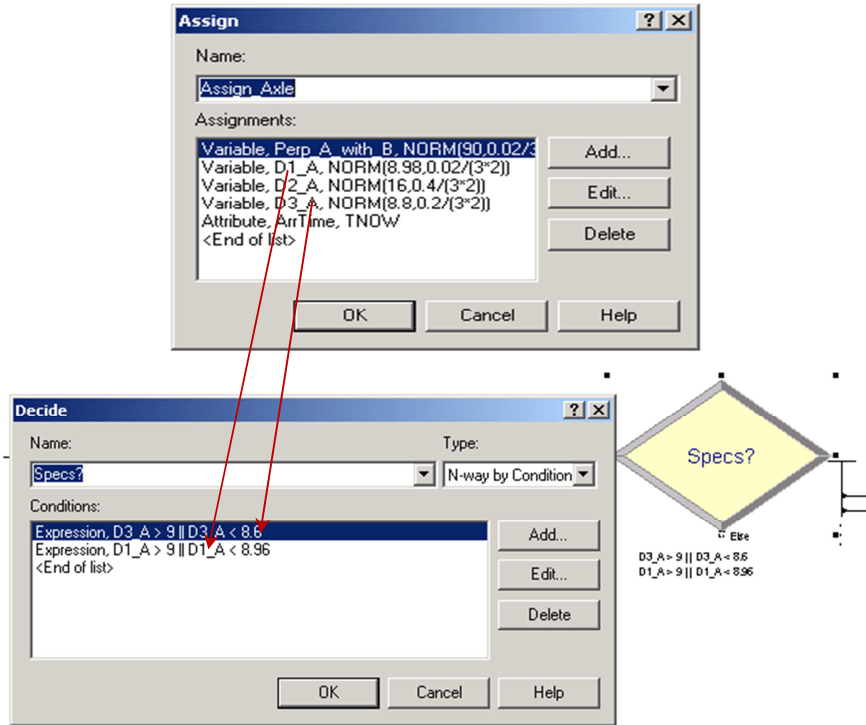 Assign
Name:
Assign_Axle
Assignments:
Variable, Perp_A_with_B, NORM(90,0.02/3
Variable, D1_A, NORM(8.98,0.02/(3*2))
Variable, D2_A, NORM(16,0.4/(3*2))
Variable, D3_A, NORM(8.8,0.2/(3*2))
Attribute, ArrTime, TNOW
<End of list>
Add...
Edit...
Delete
OK Cancel Help
Decide
Name: Type:
Specs? N-way by Condition
Conditions:
Expression, D3_A > 9 || D3_A < 8.6
Expression, D1_A > 9 || D1_A < 8.96
<End of list>
Add...
Edit...
Delete
OK Cancel Help
Specs?
Else
D3_A > 9 || D3_A < 8.6
D1_A > 9 || D1_A < 8.96